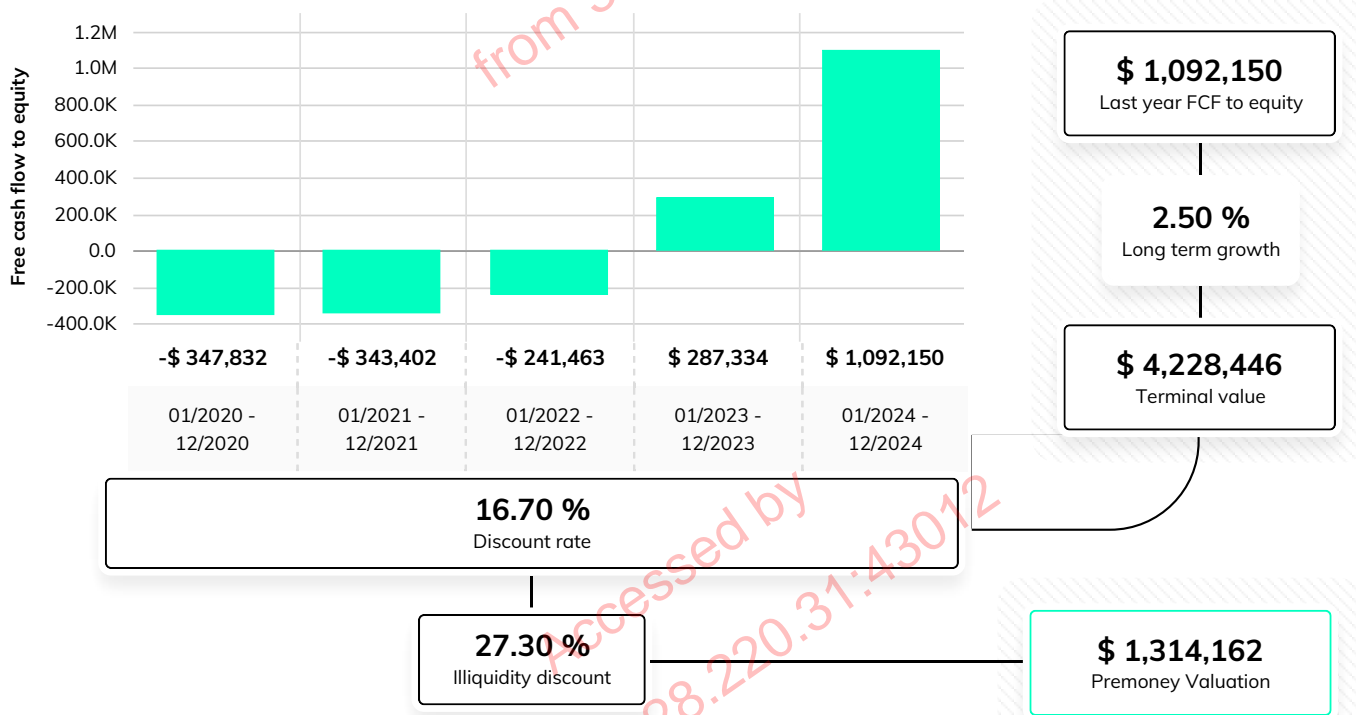 Free cash flow to equity
1.2M
1.0M
800.0K
600.0K
400.0K
200.0K
0.0
-200.0K
-400.0K
-$ 347,832
-$ 343,402
-$ 241,463
$ 287,334
$ 1,092,150
01/2020 -
12/2020
01/2021 -
12/2021
01/2022 -
12/2022
01/2023 -
12/2023
01/2024 -
12/2024
$ 1,092,150
Last year FCF to equity
2.50 %
Long term growth
$ 4,228,446
Terminal value
16.70 %
Discount rate
27.30 %
Illiquidity discount
$ 1,314,162
Premoney Valuation
from
Accessed by
28.220.31:43012